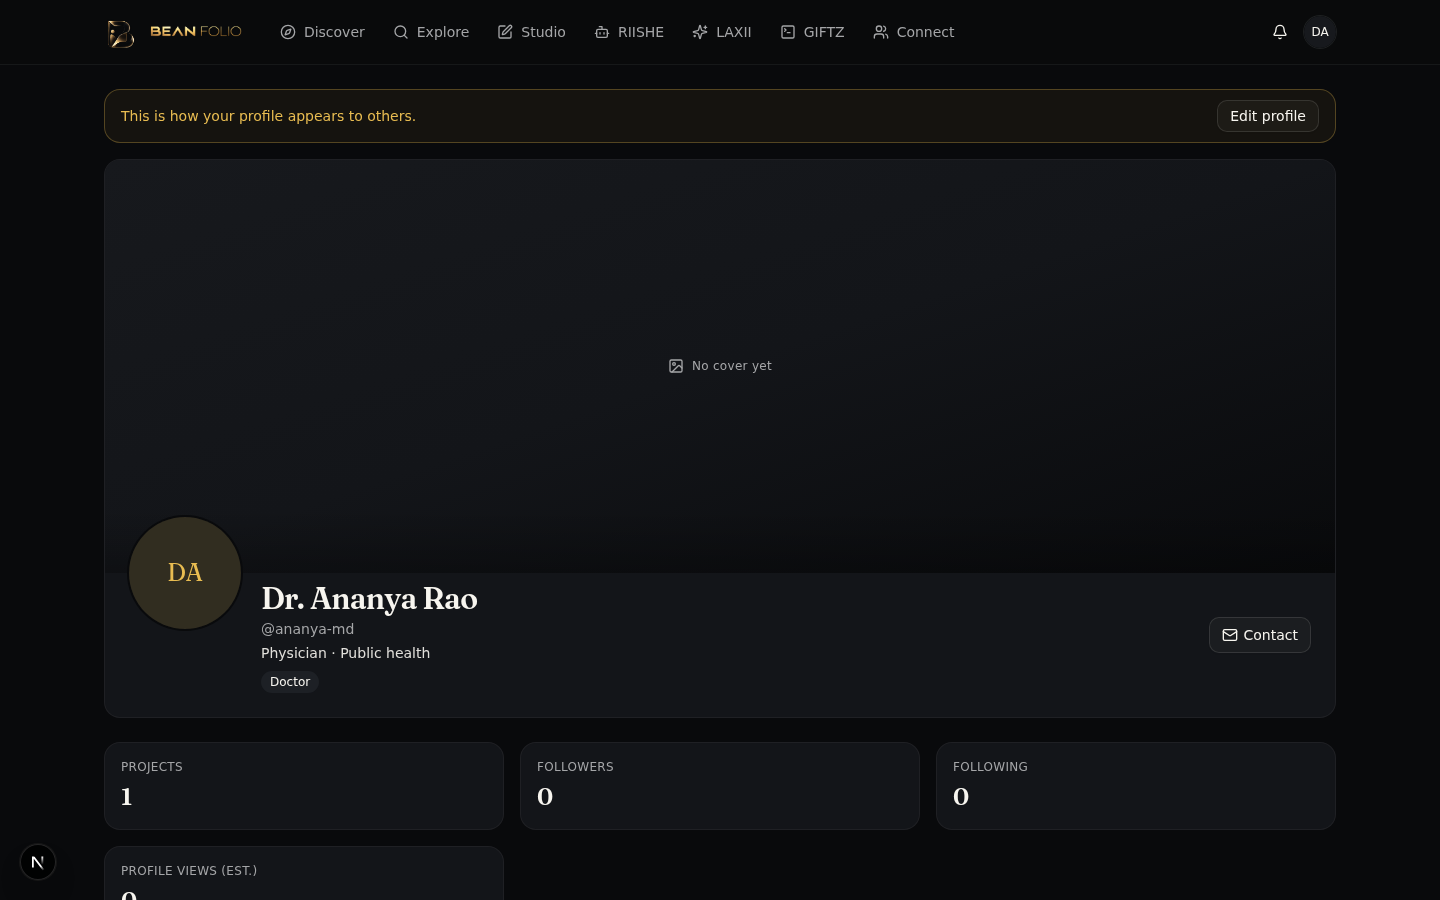 BEAN FOLIO
Discover
Explore
Studio
RIISHE
LAXII
GIFTZ
Connect
DA
This is how your profile appears to others.
Edit profile
No cover yet
DA
Dr. Ananya Rao
@ananya-md
Physician · Public health
Doctor
Contact
PROJECTS
1
FOLLOWERS
0
FOLLOWING
0
PROFILE VIEWS (EST.)
0
N